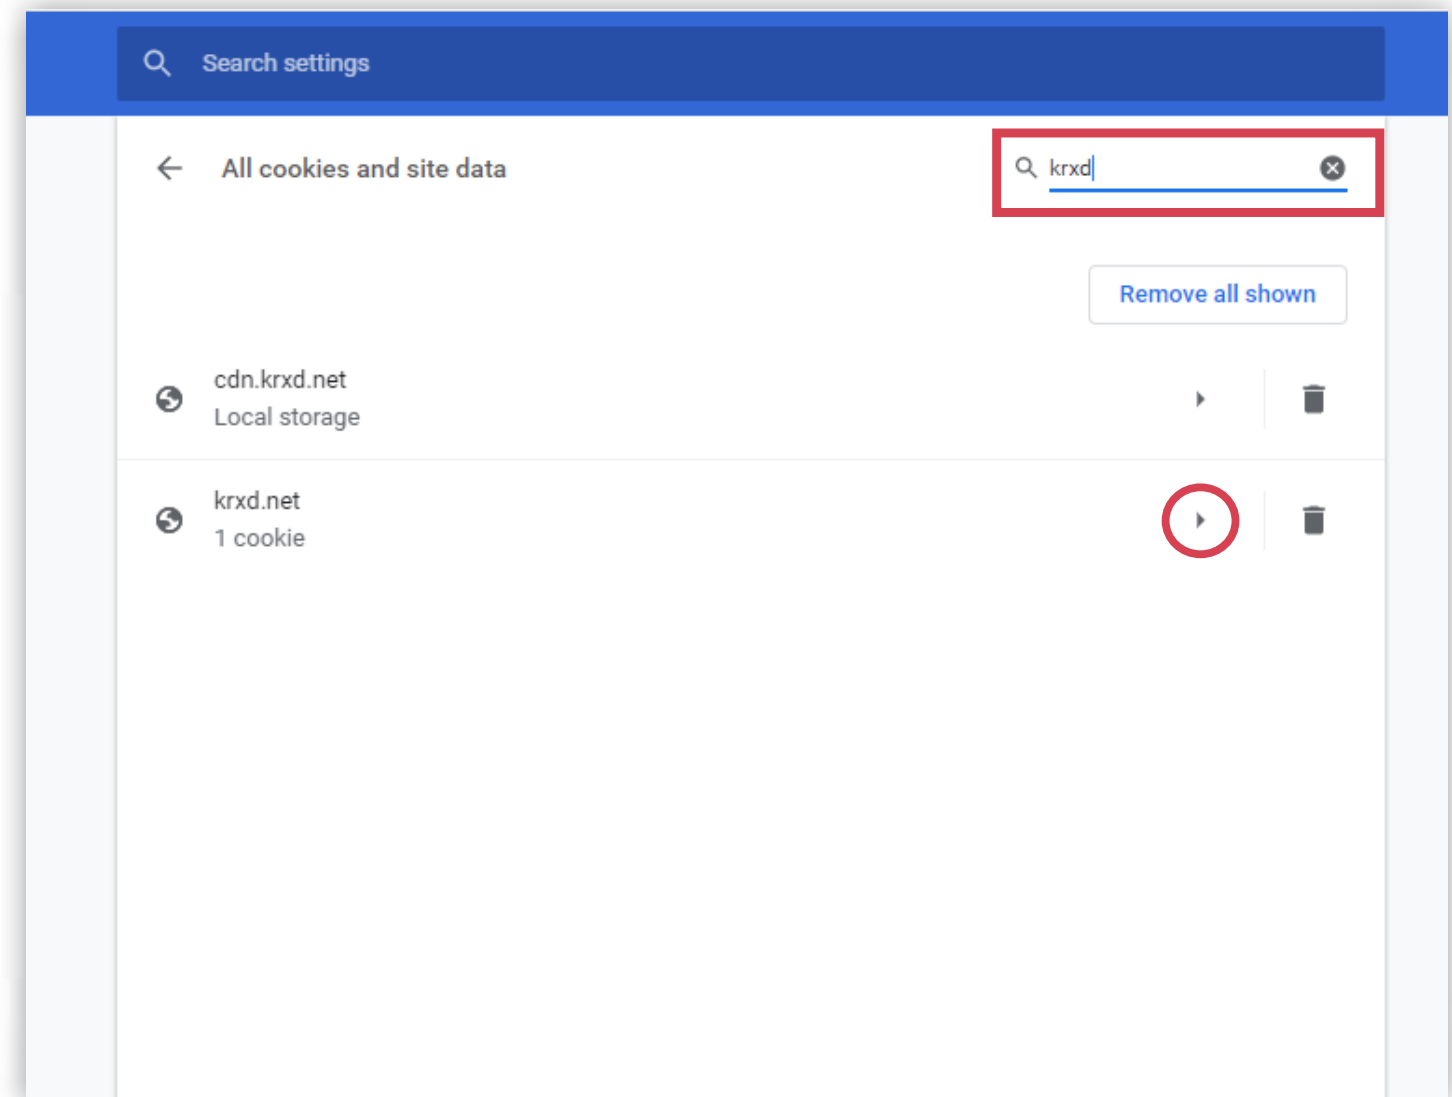 Search settings
All cookies and site data
krxd
Remove all shown
cdn.krxd.net
Local storage
krxd.net
1 cookie